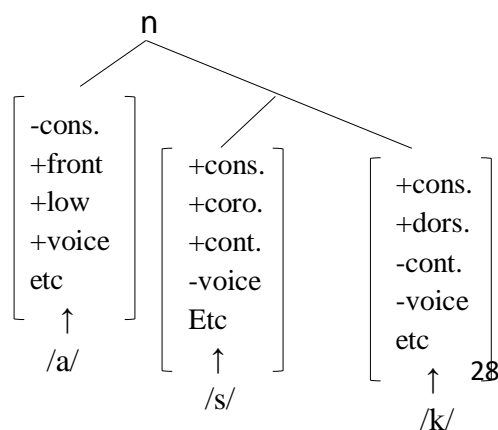 n
-cons.
+front
+low
+voice
etc
↑
/a/
+cons.
+coro.
+cont.
-voice
Etc
↑
/s/
+cons.
+dors.
-cont.
-voice
etc
↑
/k/
28